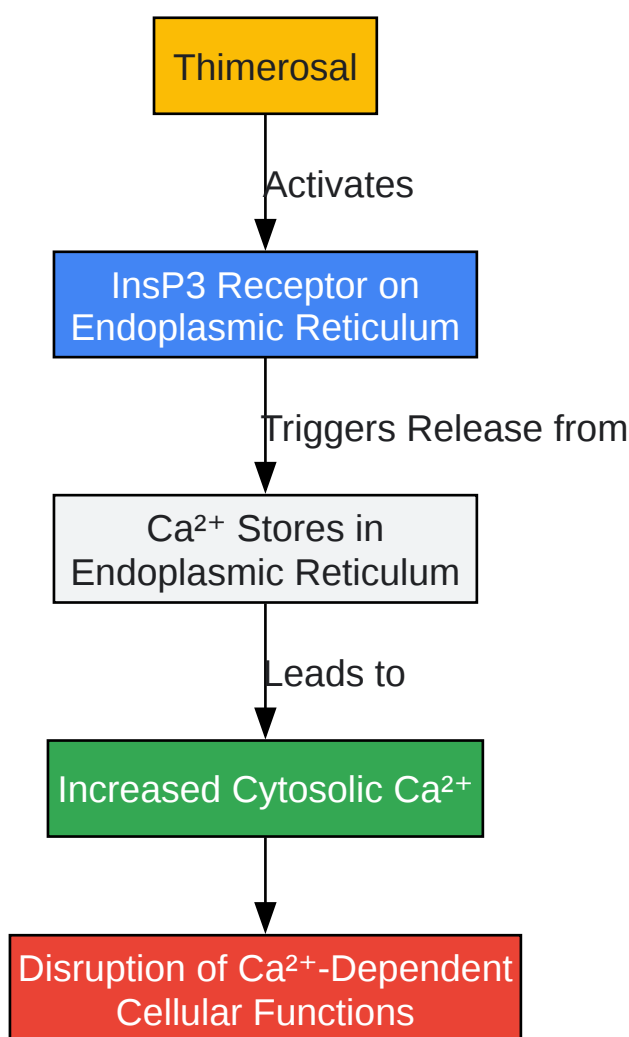 Thimerosal
Activates
InsP3 Receptor on
Endoplasmic Reticulum
Triggers Release from
Ca²⁺ Stores in
Endoplasmic Reticulum
Leads to
Increased Cytosolic Ca²⁺
Disruption of Ca²⁺-Dependent
Cellular Functions